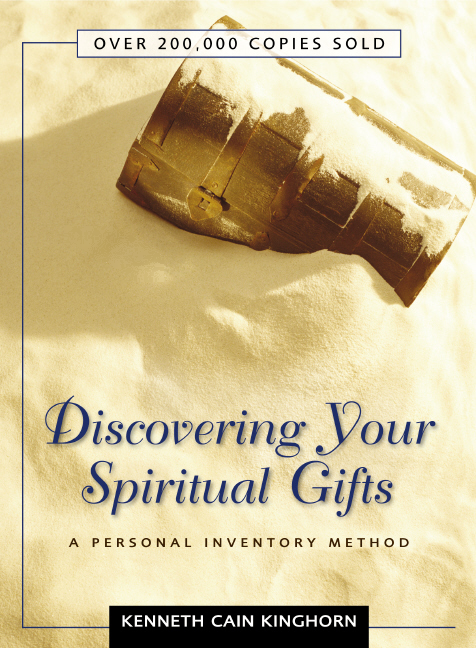 OVER 200,000 COPIES SOLD
Discovering Your
Spiritual Gifts
A PERSONAL INVENTORY METHOD
KENNETH CAIN KINGHORN